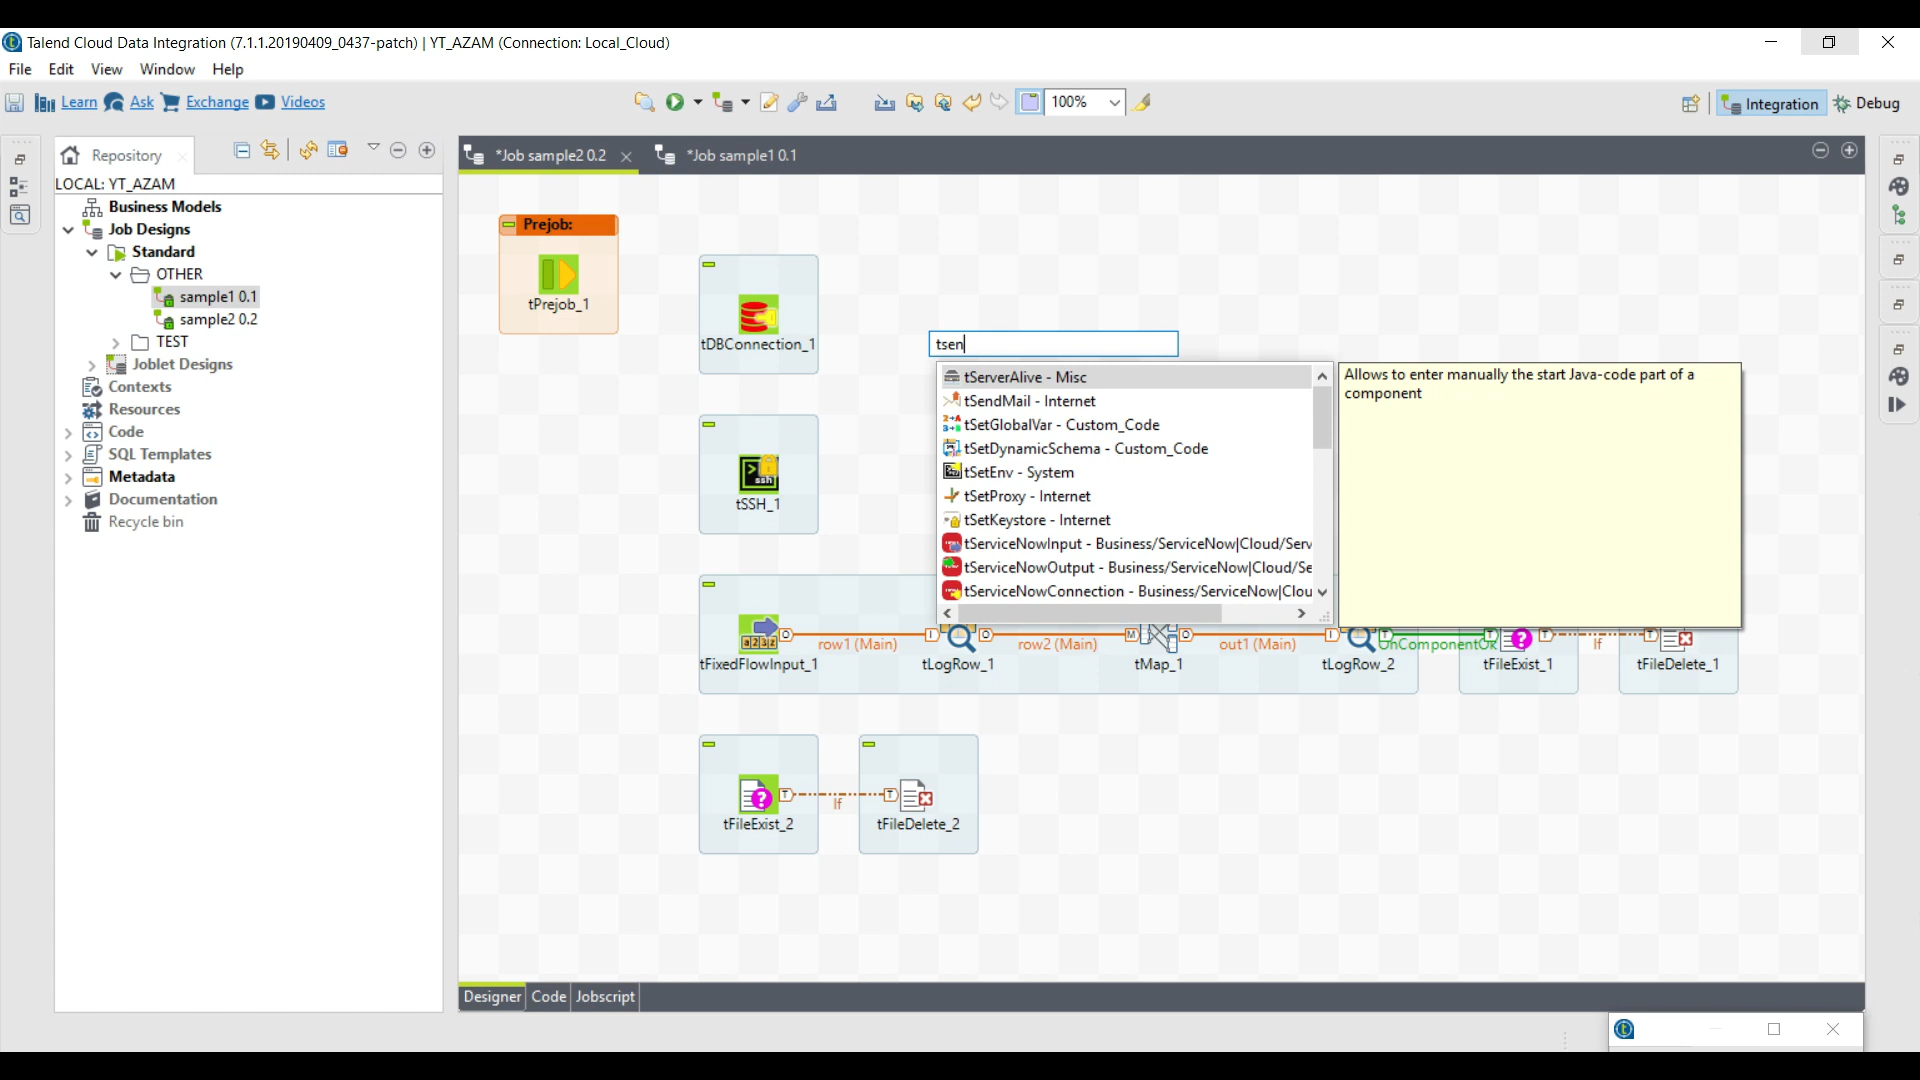 Talend Cloud Data Integration (7.1.1.20190409_0437-patch) | YT_AZAM (Connection: Local_Cloud)
File Edit View Window Help
Learn Ask Exchange Videos 100% Integration Debug
Repository
*Job sample2 0.2 *Job sample1 0.1
LOCAL: YT_AZAM
Business Models
Job Designs
Standard
OTHER
sample1 0.1
sample2 0.2
TEST
Joblet Designs
Contexts
Resources
Code
SQL Templates
Metadata
Documentation
Recycle bin
Prejob:
tPrejob_1
tDBConnection_1
tsen
tServerAlive - Misc
tSendMail - Internet
tSetGlobalVar - Custom_Code
tSetDynamicSchema - Custom_Code
tSetEnv - System
tSetProxy - Internet
tSetKeystore - Internet
tServiceNowInput - Business/ServiceNow|Cloud/Serv
tServiceNowOutput - Business/ServiceNow|Cloud/Se
tServiceNowConnection - Business/ServiceNow|Clou
Allows to enter manually the start Java-code part of a
component
ssh
tSSH_1
row1 (Main) row2 (Main) out1 (Main) OnComponentOk If
tFixedFlowInput_1 tLogRow_1 tMap_1 tLogRow_2 tFileExist_1 tFileDelete_1
If
tFileExist_2 tFileDelete_2
Designer Code Jobscript